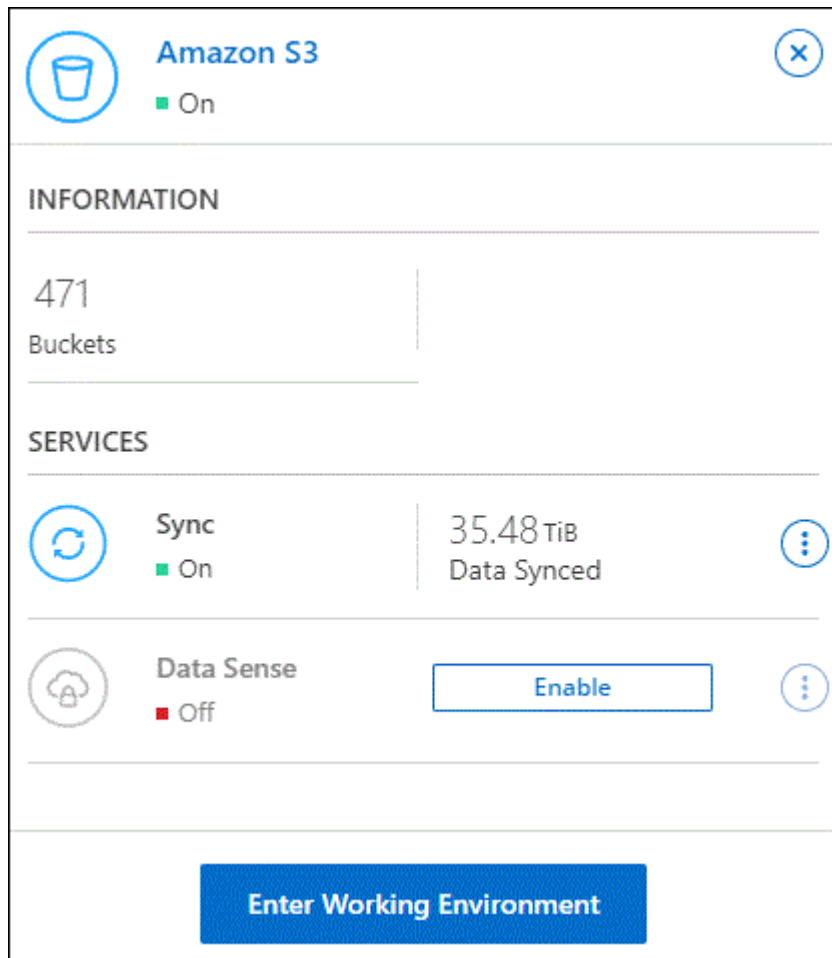 Amazon S3
On
INFORMATION
471
Buckets
SERVICES
Sync
On
35.48 TiB
Data Synced
Data Sense
Off
Enable
Enter Working Environment